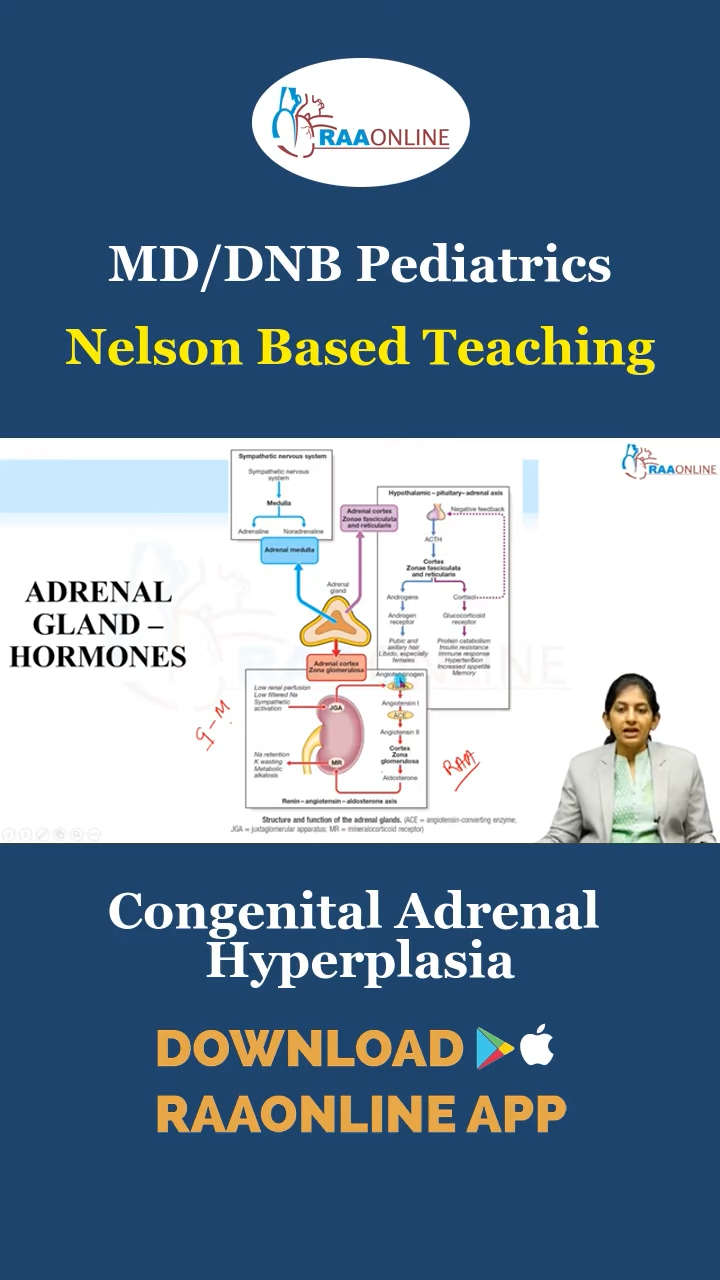 RAAONLINE
MD/DNB Pediatrics
Nelson Based Teaching
RAAONLINE
ADRENAL
GLAND –
HORMONES
Sympathetic nervous system
Sympathetic nervous
system
Medulla
Adrenaline
Noradrenaline
Adrenal medulla
Adrenal cortex
Zonae fasciculata
and reticularis
Adrenal
gland
Adrenal cortex
Zona glomerulosa
Hypothalamic–pituitary–adrenal axis
Negative feedback
ACTH
Cortex
Zonae fasciculata
and reticularis
Androgens
Androgen
receptor
Pubic and
axillary hair
Libido, especially
females
Cortisol
Glucocorticoid
receptor
Protein catabolism
Insulin resistance
Immune response
Hypertension
Increased appetite
Memory
Low renal perfusion
Low filtered Na
Sympathetic
activation
JGA
Na retention
K wasting
Metabolic
alkalosis
MR
Angiotensinogen
Angiotensin I
ACE
Angiotensin II
Cortex
Zona
glomerulosa
Aldosterone
Renin–angiotensin–aldosterone axis
G-M
RAA
Structure and function of the adrenal glands. (ACE = angiotensin-converting enzyme;
JGA = juxtaglomerular apparatus; MR = mineralocorticoid receptor)
Congenital Adrenal
Hyperplasia
DOWNLOAD
RAAONLINE APP